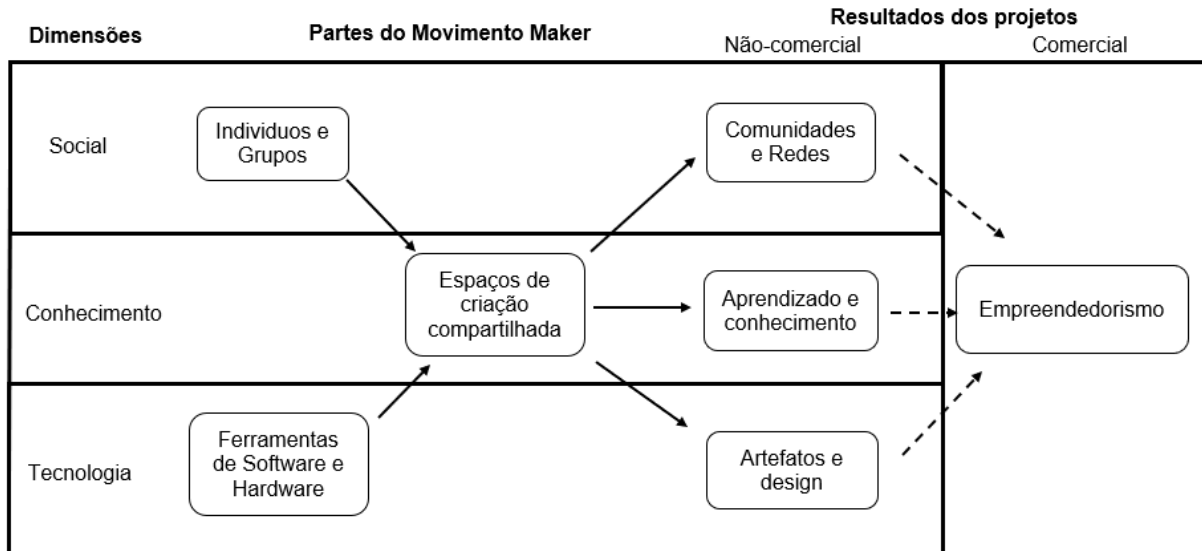 Dimensões
Partes do Movimento Maker
Resultados dos projetos
Não-comercial
Comercial
Social
Individuos e
Grupos
Comunidades
e Redes
Conhecimento
Espaços de
criação
compartilhada
Aprendizado e
conhecimento
Empreendedorismo
Tecnologia
Ferramentas
de Software e
Hardware
Artefatos e
design